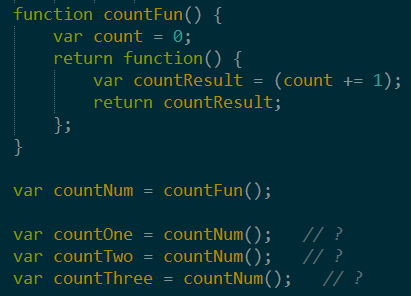 function countFun() {
    var count = 0;
    return function() {
        var countResult = (count += 1);
        return countResult;
    };
}
var countNum = countFun();
var countOne = countNum();   // ?
var countTwo = countNum();   // ?
var countThree = countNum();   // ?